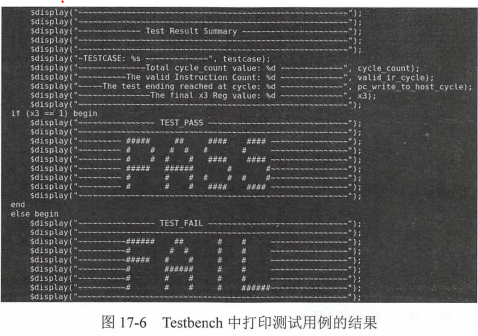 $display("~~~~~~~~~~~~~~~~~~~~~~~~~~~~~~~~~~~~~~~~~~~~~");
$display("~~~~~~~~~~~~~~~~~~~~~~~~~~~~~~~~~~~~~~~~~~~~~");
$display("~~~~~~~~~~~ Test Result Summary ~~~~~~~~~~~~~~~~~~~~~~");
$display("~~~~~~~~~~~~~~~~~~~~~~~~~~~~~~~~~~~~~~~~~~~~~");
$display("~~~~~~~~~~~~~~~~~~~~~~~~~~~~~~~~~~~~~~~~~~~~~");
$display("~TESTCASE: %s ~~~~~~~~~~~~~", testcase);
$display("~~~~~~~~~~~~~~Total cycle_count value: %d ~~~~~~~~~~~~~", cycle_count);
$display("~~~~~~~~~~The valid Instruction Count: %d ~~~~~~~~~~~~~", valid_ir_cycle);
$display("~~~~~The test ending reached at cycle: %d ~~~~~~~~~~~~~", pc_write_to_host_cycle);
$display("~~~~~~~~~~~~~~~The final x3 Reg value: %d ~~~~~~~~~~~~~", x3);
$display("~~~~~~~~~~~~~~~~~~~~~~~~~~~~~~~~~~~~~~~~~~~~~");
if (x3 == 1) begin
$display("~~~~~~~~~~~~~~~~ TEST_PASS ~~~~~~~~~~~~~~~~");
$display("~~~~~~~~~~~~~~~~~~~~~~~~~~~~~~~~~~~~~~~~~~~~~");
$display("~~~~~~~~~ #####     ##     ####    #### ~~~~~~~~~~~~~~~~");
$display("~~~~~~~~~ #    #   #  #   #       #     ~~~~~~~~~~~~~~~~");
$display("~~~~~~~~~ #    #  #    #   ####    #### ~~~~~~~~~~~~~~~~");
$display("~~~~~~~~~ #####   ######       #       #~~~~~~~~~~~~~~~~");
$display("~~~~~~~~~ #       #    #  #    #  #    #~~~~~~~~~~~~~~~~");
$display("~~~~~~~~~ #       #    #   ####    #### ~~~~~~~~~~~~~~~~");
$display("~~~~~~~~~~~~~~~~~~~~~~~~~~~~~~~~~~~~~~~~~~~~~");
end
else begin
$display("~~~~~~~~~~~~~~~~ TEST_FAIL ~~~~~~~~~~~~~~~~");
$display("~~~~~~~~~~~~~~~~~~~~~~~~~~~~~~~~~~~~~~~~~~~~~");
$display("~~~~~~~~~~######    ##       #    #     ~~~~~~~~~~~~~~~~");
$display("~~~~~~~~~~#        #  #      #    #     ~~~~~~~~~~~~~~~~");
$display("~~~~~~~~~~#####   #    #     #    #     ~~~~~~~~~~~~~~~~");
$display("~~~~~~~~~~#       ######     #    #     ~~~~~~~~~~~~~~~~");
$display("~~~~~~~~~~#       #    #     #    #     ~~~~~~~~~~~~~~~~");
$display("~~~~~~~~~~#       #    #     #    ######~~~~~~~~~~~~~~~~");
$display("~~~~~~~~~~~~~~~~~~~~~~~~~~~~~~~~~~~~~~~~~~~~~");
图 17-6 Testbench 中打印测试用例的结果